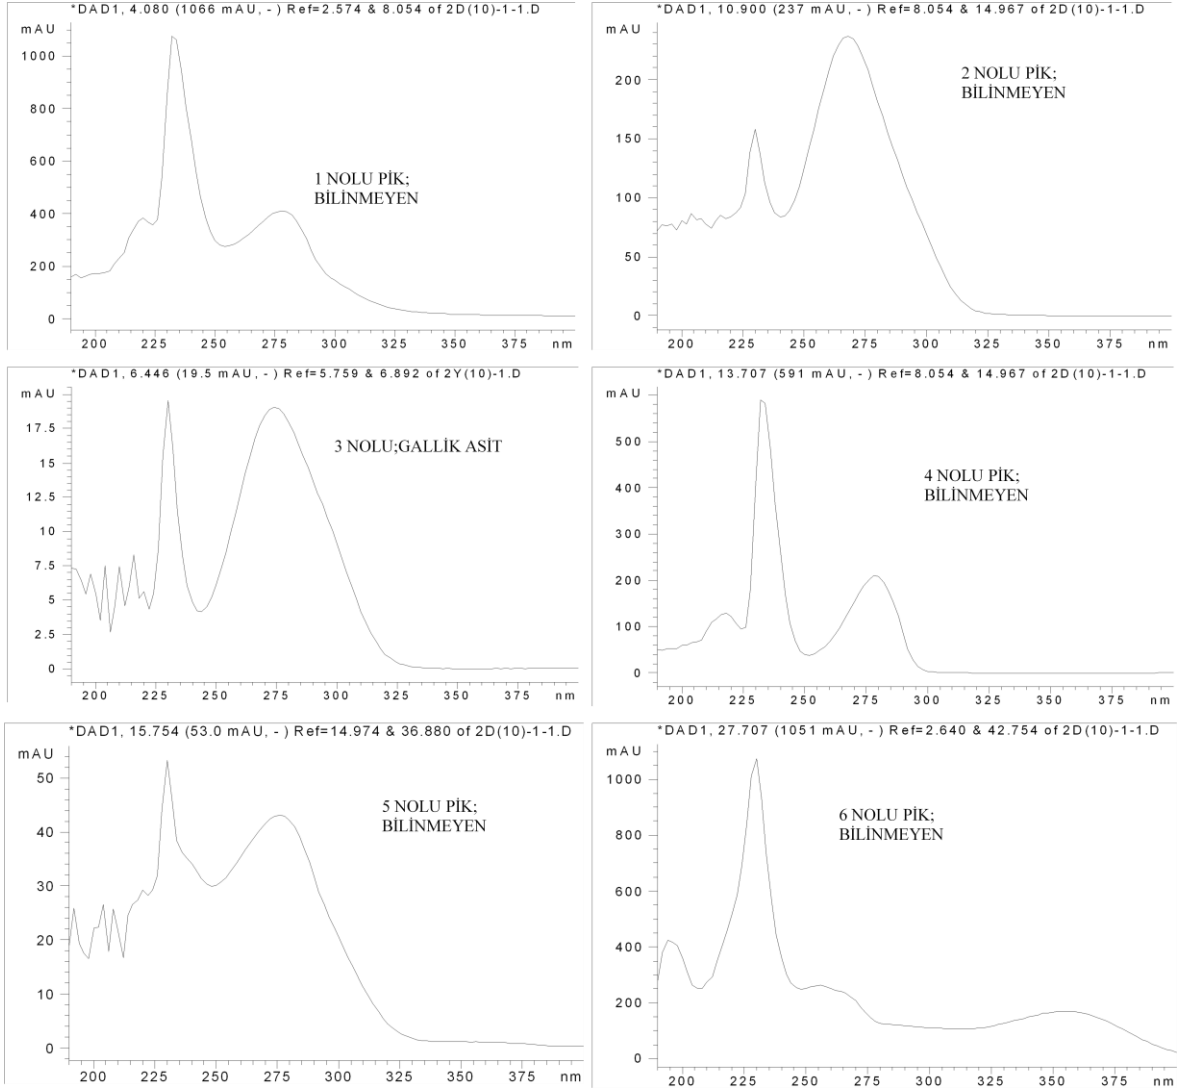 *DAD1, 4.080 (1066 mAU, - ) Ref=2.574 & 8.054 of 2D(10)-1-1.D
mAU
1000
800
600
400
200
0
200 225 250 275 300 325 350 375 nm
1 NOLU PİK;
BİLİNMEYEN
*DAD1, 10.900 (237 mAU, - ) Ref=8.054 & 14.967 of 2D(10)-1-1.D
mAU
200
150
100
50
0
200 225 250 275 300 325 350 375 nm
2 NOLU PİK;
BİLİNMEYEN
*DAD1, 6.446 (19.5 mAU, - ) Ref=5.759 & 6.892 of 2Y(10)-1.D
mAU
17.5
15
12.5
10
7.5
5
2.5
0
200 225 250 275 300 325 350 375 nm
3 NOLU;GALLİK ASİT
*DAD1, 13.707 (591 mAU, - ) Ref=8.054 & 14.967 of 2D(10)-1-1.D
mAU
500
400
300
200
100
0
200 225 250 275 300 325 350 375 nm
4 NOLU PİK;
BİLİNMEYEN
*DAD1, 15.754 (53.0 mAU, - ) Ref=14.974 & 36.880 of 2D(10)-1-1.D
mAU
50
40
30
20
10
0
200 225 250 275 300 325 350 375 nm
5 NOLU PİK;
BİLİNMEYEN
*DAD1, 27.707 (1051 mAU, - ) Ref=2.640 & 42.754 of 2D(10)-1-1.D
mAU
1000
800
600
400
200
0
200 225 250 275 300 325 350 375 nm
6 NOLU PİK;
BİLİNMEYEN